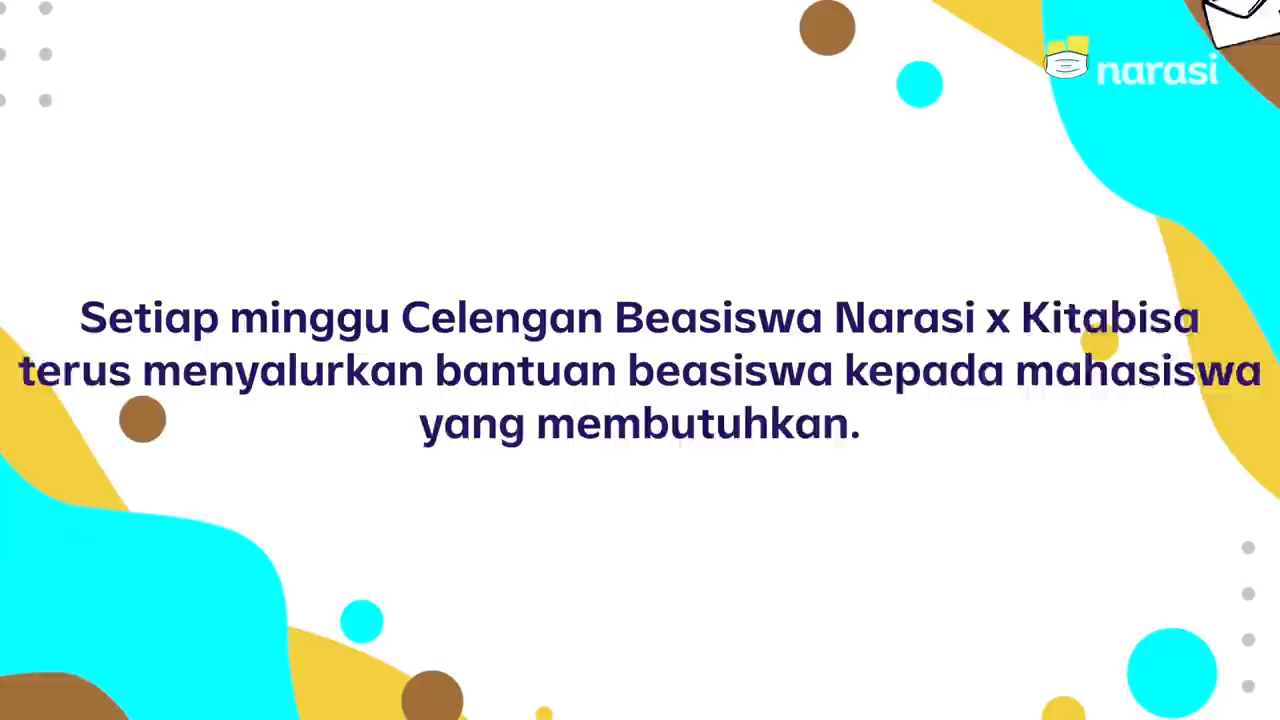 narasi
Setiap minggu Celengan Beasiswa Narasi x Kitabisa
terus menyalurkan bantuan beasiswa kepada mahasiswa
yang membutuhkan.